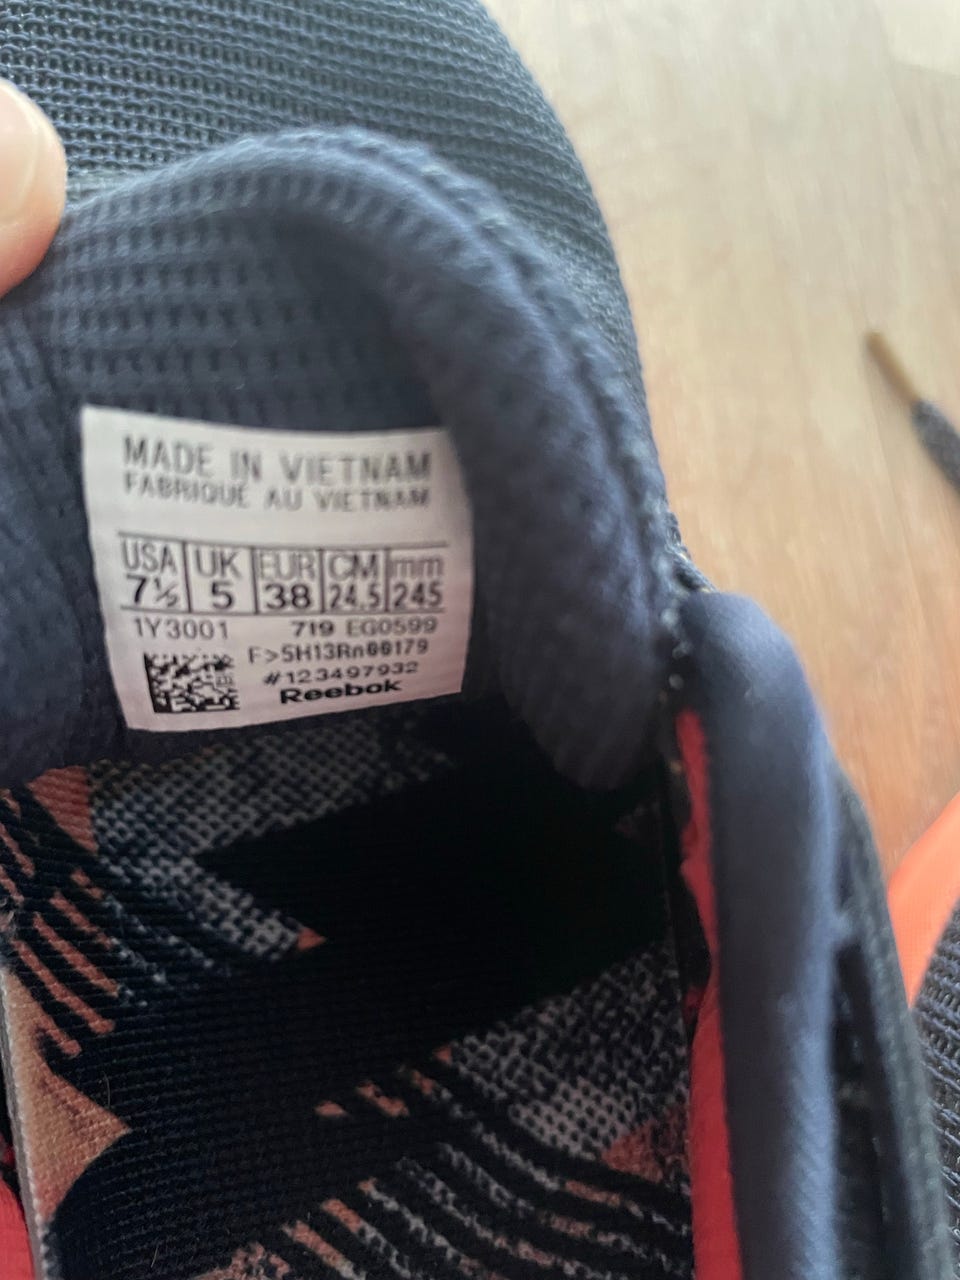 MADE IN VIETNAM
FABRIQUÉ AU VIETNAM
USA UK EUR CM mm
7½ 5 38 24.5 245
1Y3001 719 EG0599
F>5H13Rn00179
#123497932
Reebok